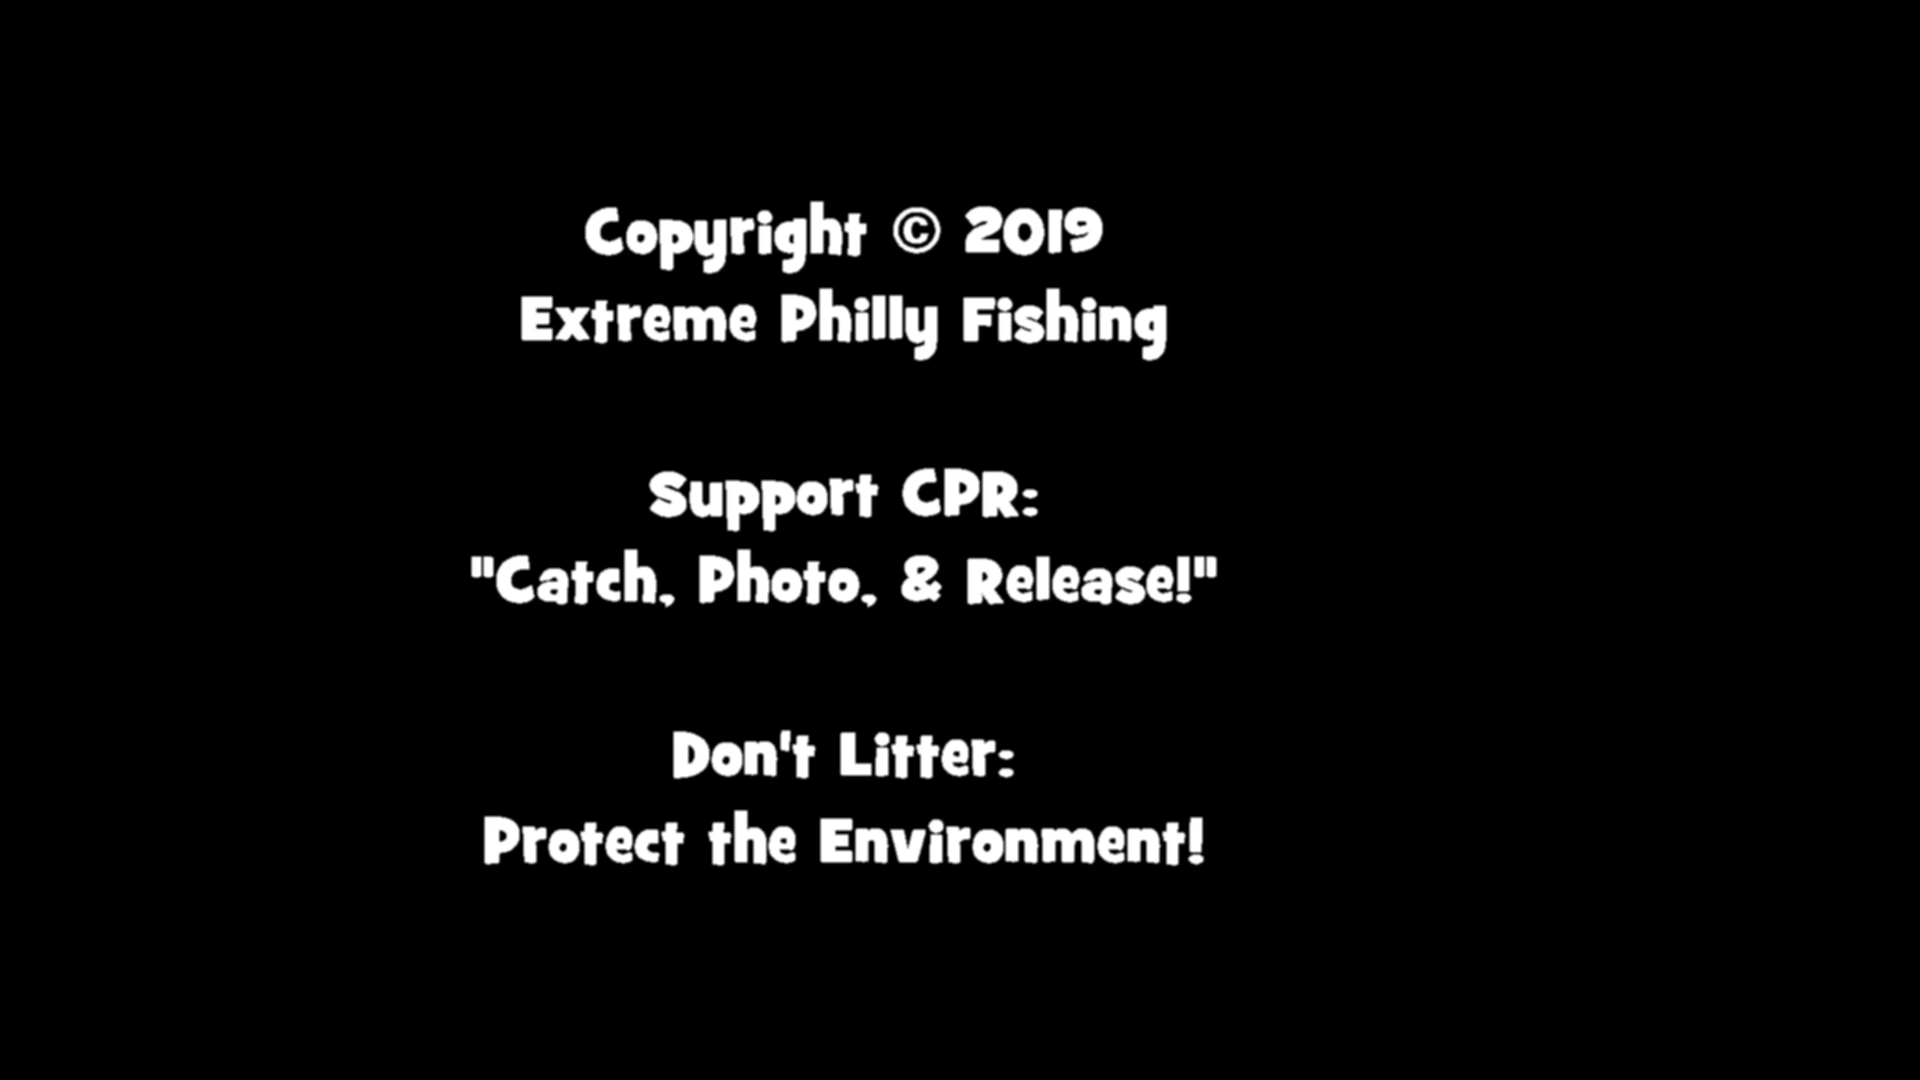 Copyright © 2019
Extreme Philly Fishing
Support CPR:
"Catch, Photo, & Release!"
Don't Litter:
Protect the Environment!